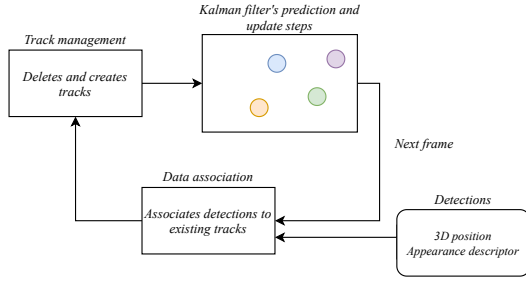 Kalman filter's prediction and
update steps
Track management
Deletes and creates
tracks
Next frame
Data association
Associates detections to
existing tracks
Detections
3D position
Appearance descriptor